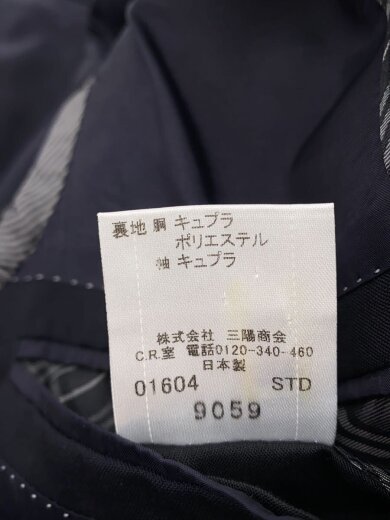 裏地 胴 キュプラ
ポリエステル
袖 キュプラ
株式会社 三陽商会
C.R.室 電話0120-340-460
日本製
01604 STD
9059